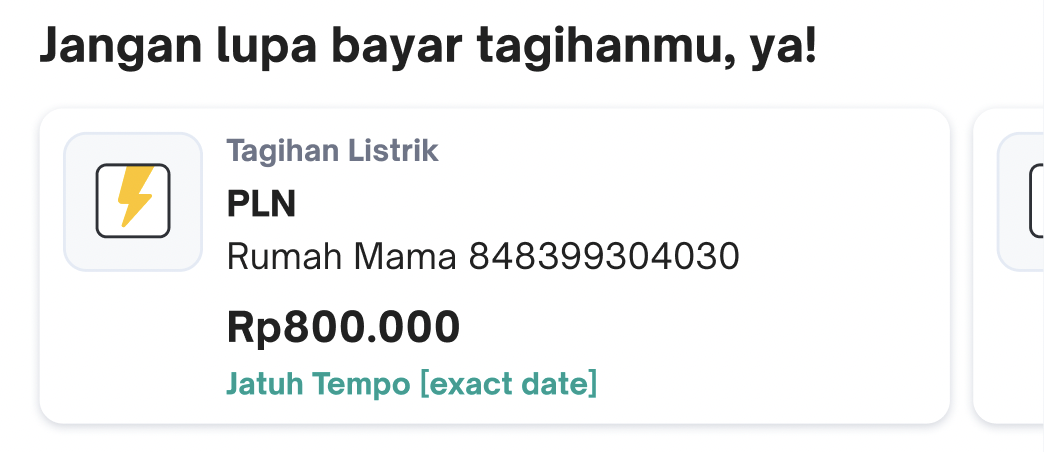 Jangan lupa bayar tagihanmu, ya!
Tagihan Listrik
PLN
Rumah Mama 848399304030
Rp800.000
Jatuh Tempo [exact date]